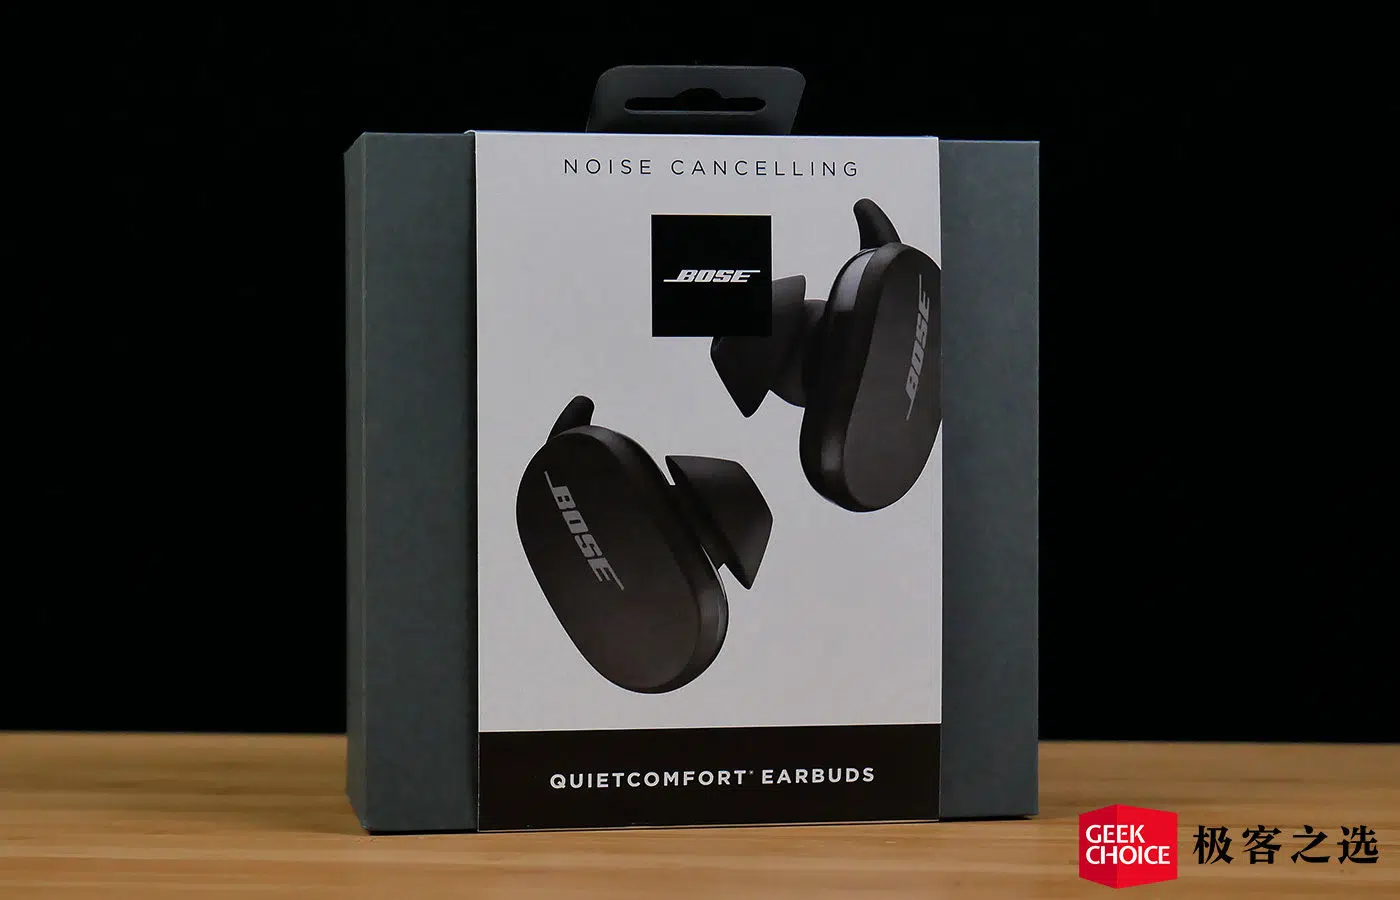 NOISE CANCELLING
BOSE
BOSE
BOSE
QUIETCOMFORT® EARBUDS
GEEK
CHOICE
极客之选